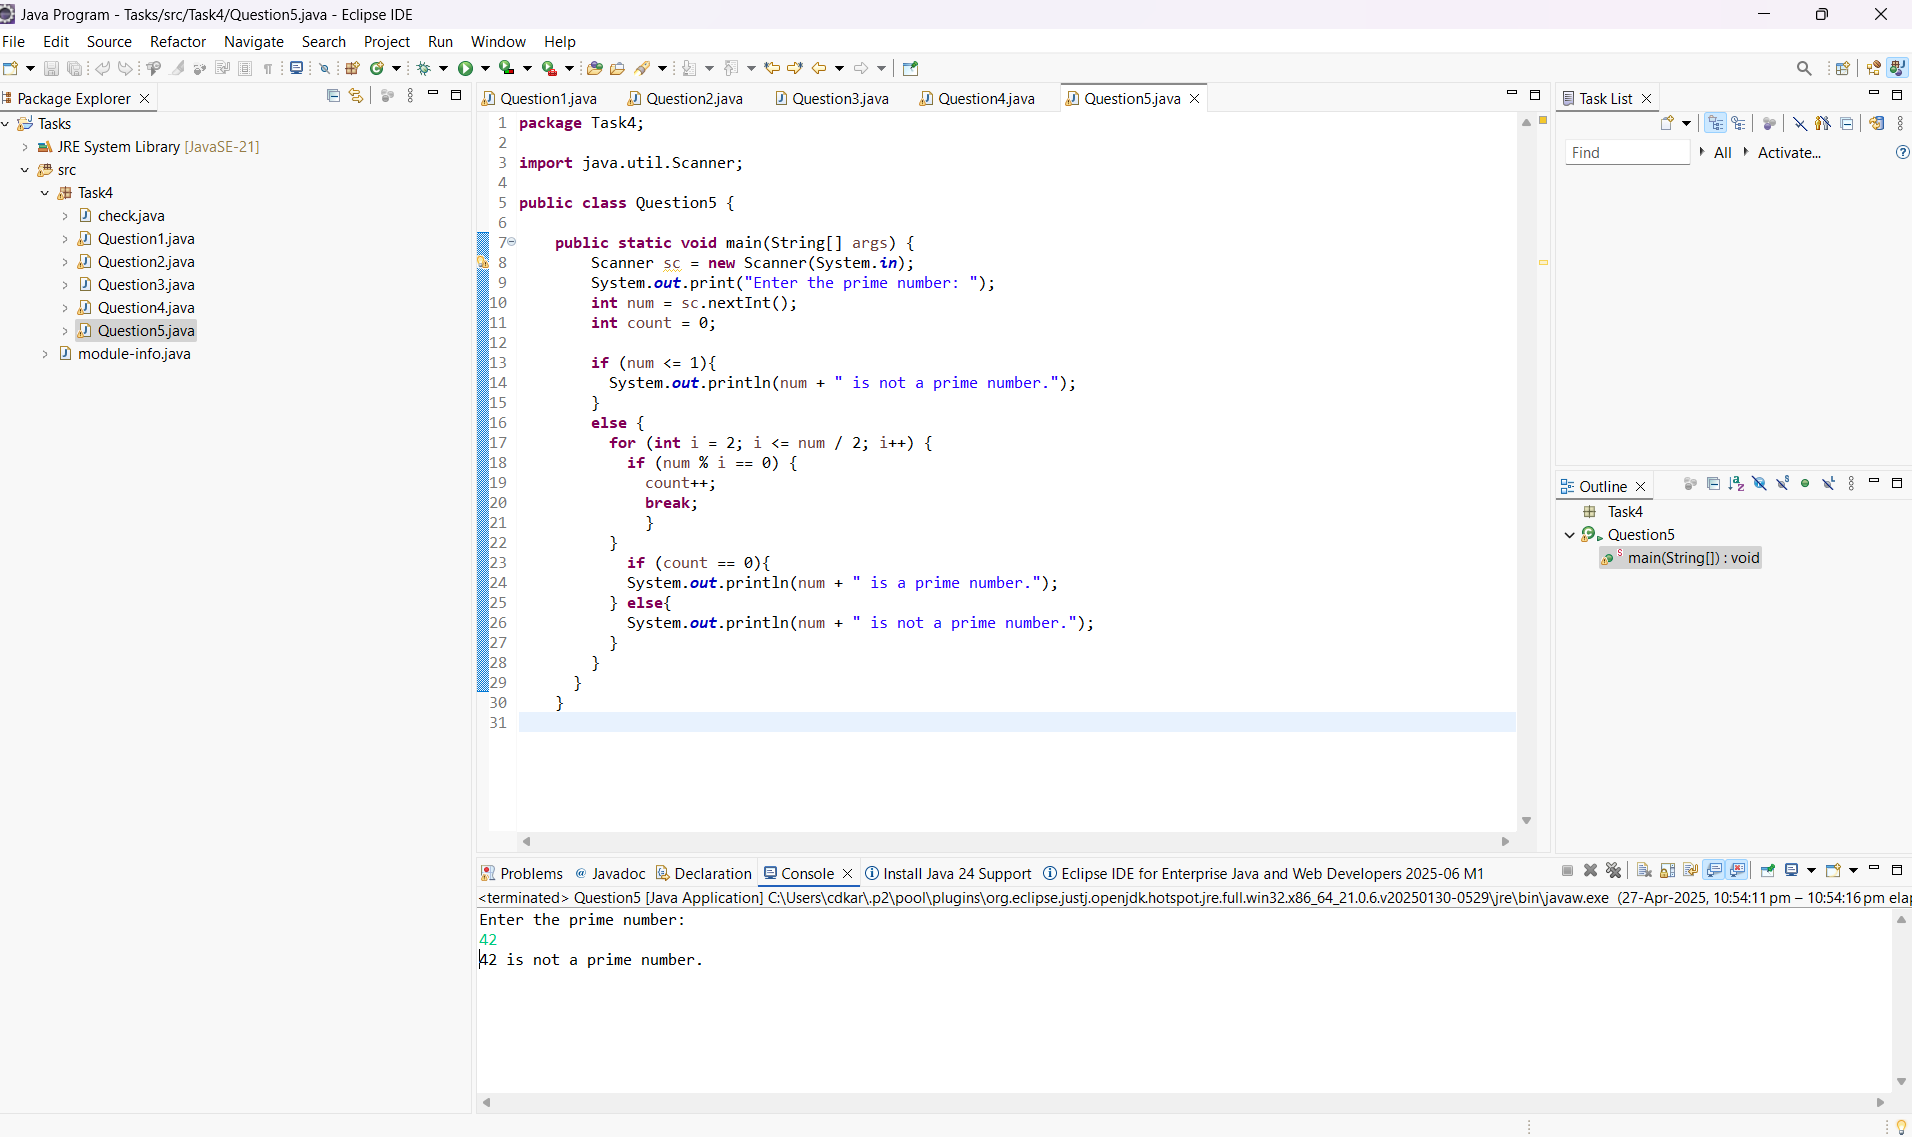 Java Program - Tasks/src/Task4/Question5.java - Eclipse IDE
File Edit Source Refactor Navigate Search Project Run Window Help
Package Explorer
Tasks
JRE System Library [JavaSE-21]
src
Task4
check.java
Question1.java
Question2.java
Question3.java
Question4.java
Question5.java
module-info.java
Question1.java Question2.java Question3.java Question4.java Question5.java
1 package Task4;
2
3 import java.util.Scanner;
4
5 public class Question5 {
6
7     public static void main(String[] args) {
8         Scanner sc = new Scanner(System.in);
9         System.out.print("Enter the prime number: ");
10         int num = sc.nextInt();
11         int count = 0;
12
13         if (num <= 1){
14           System.out.println(num + " is not a prime number.");
15         }
16         else {
17           for (int i = 2; i <= num / 2; i++) {
18             if (num % i == 0) {
19               count++;
20               break;
21               }
22           }
23             if (count == 0){
24             System.out.println(num + " is a prime number.");
25           } else{
26             System.out.println(num + " is not a prime number.");
27           }
28         }
29       }
30     }
31
Task List
Find All Activate...
Outline
Task4
Question5
main(String[]) : void
Problems @ Javadoc Declaration Console Install Java 24 Support Eclipse IDE for Enterprise Java and Web Developers 2025-06 M1
<terminated> Question5 [Java Application] C:\Users\cdkar\.p2\pool\plugins\org.eclipse.justj.openjdk.hotspot.jre.full.win32.x86_64_21.0.6.v20250130-0529\jre\bin\javaw.exe (27-Apr-2025, 10:54:11 pm – 10:54:16 pm elap
Enter the prime number:
42
42 is not a prime number.